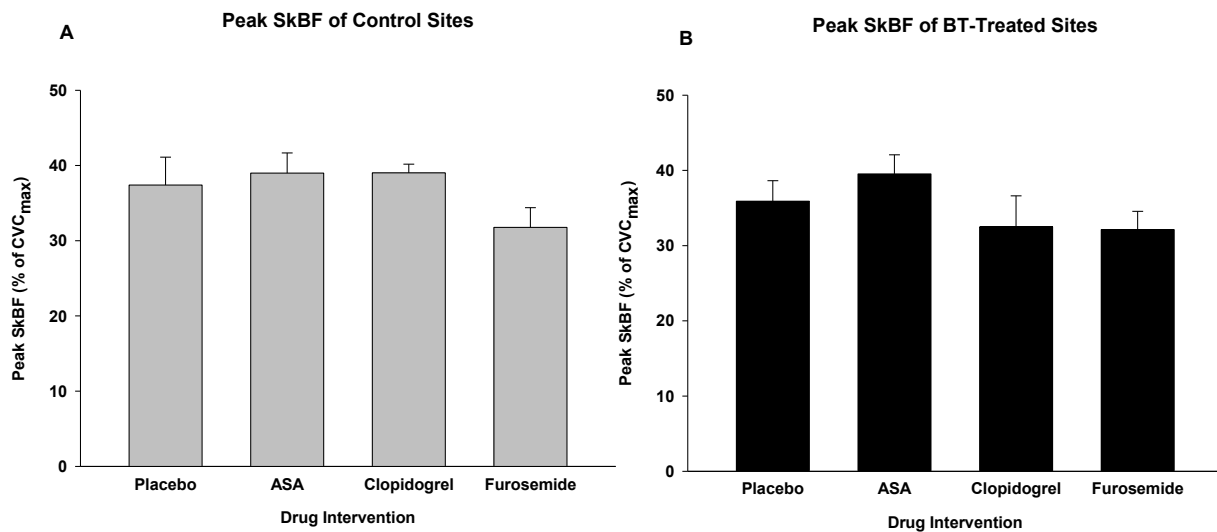 Peak SkBF of Control Sites
A
50
40
30
20
10
0
Peak SkBF (% of CVCmax)
Placebo ASA Clopidogrel Furosemide
Drug Intervention
Peak SkBF of BT-Treated Sites
B
50
40
30
20
10
0
Peak SkBF (% of CVCmax)
Placebo ASA Clopidogrel Furosemide
Drug Intervention